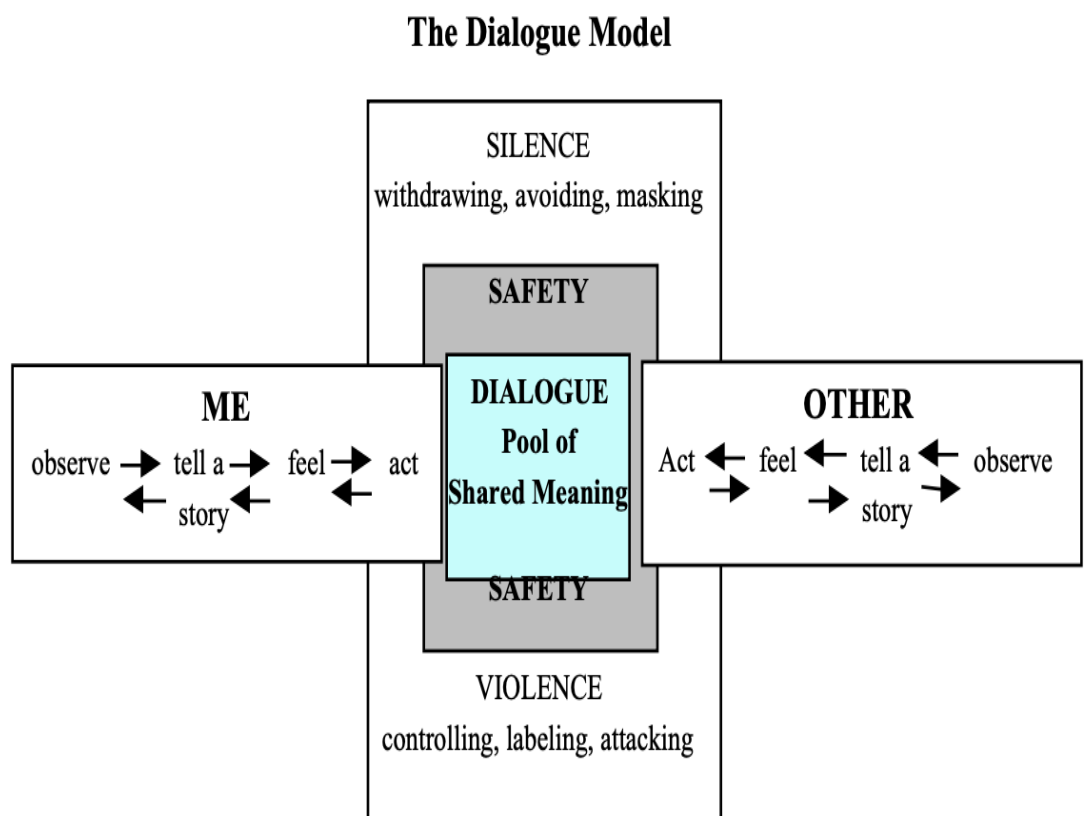 The Dialogue Model
SILENCE
withdrawing, avoiding, masking
SAFETY
ME
observe tell a feel act
story
DIALOGUE
Pool of
Shared Meaning
OTHER
Act feel tell a observe
story
SAFETY
VIOLENCE
controlling, labeling, attacking